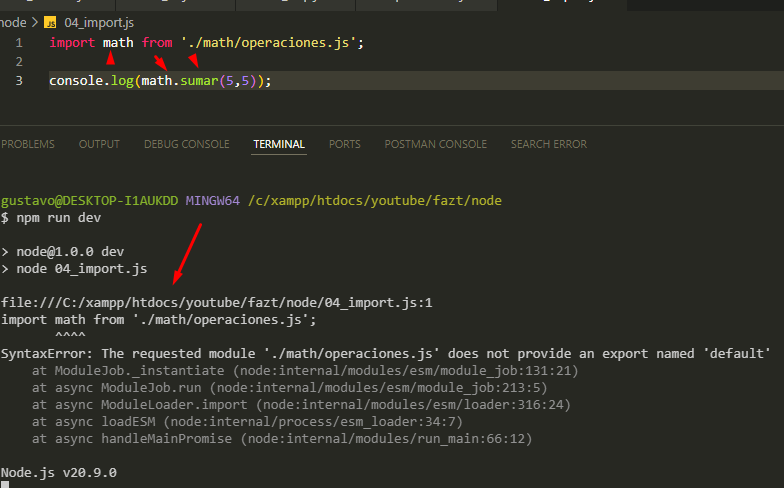 node > JS 04_import.js
1 import math from './math/operaciones.js';
2
3 console.log(math.sumar(5,5));
PROBLEMS OUTPUT DEBUG CONSOLE TERMINAL PORTS POSTMAN CONSOLE SEARCH ERROR
gustavo@DESKTOP-I1AUKDD MINGW64 /c/xampp/htdocs/youtube/fazt/node
$ npm run dev
> node@1.0.0 dev
> node 04_import.js
file:///C:/xampp/htdocs/youtube/fazt/node/04_import.js:1
import math from './math/operaciones.js';
^^^^
SyntaxError: The requested module './math/operaciones.js' does not provide an export named 'default'
at ModuleJob._instantiate (node:internal/modules/esm/module_job:131:21)
at async ModuleJob.run (node:internal/modules/esm/module_job:213:5)
at async ModuleLoader.import (node:internal/modules/esm/loader:316:24)
at async loadESM (node:internal/process/esm_loader:34:7)
at async handleMainPromise (node:internal/modules/run_main:66:12)
Node.js v20.9.0